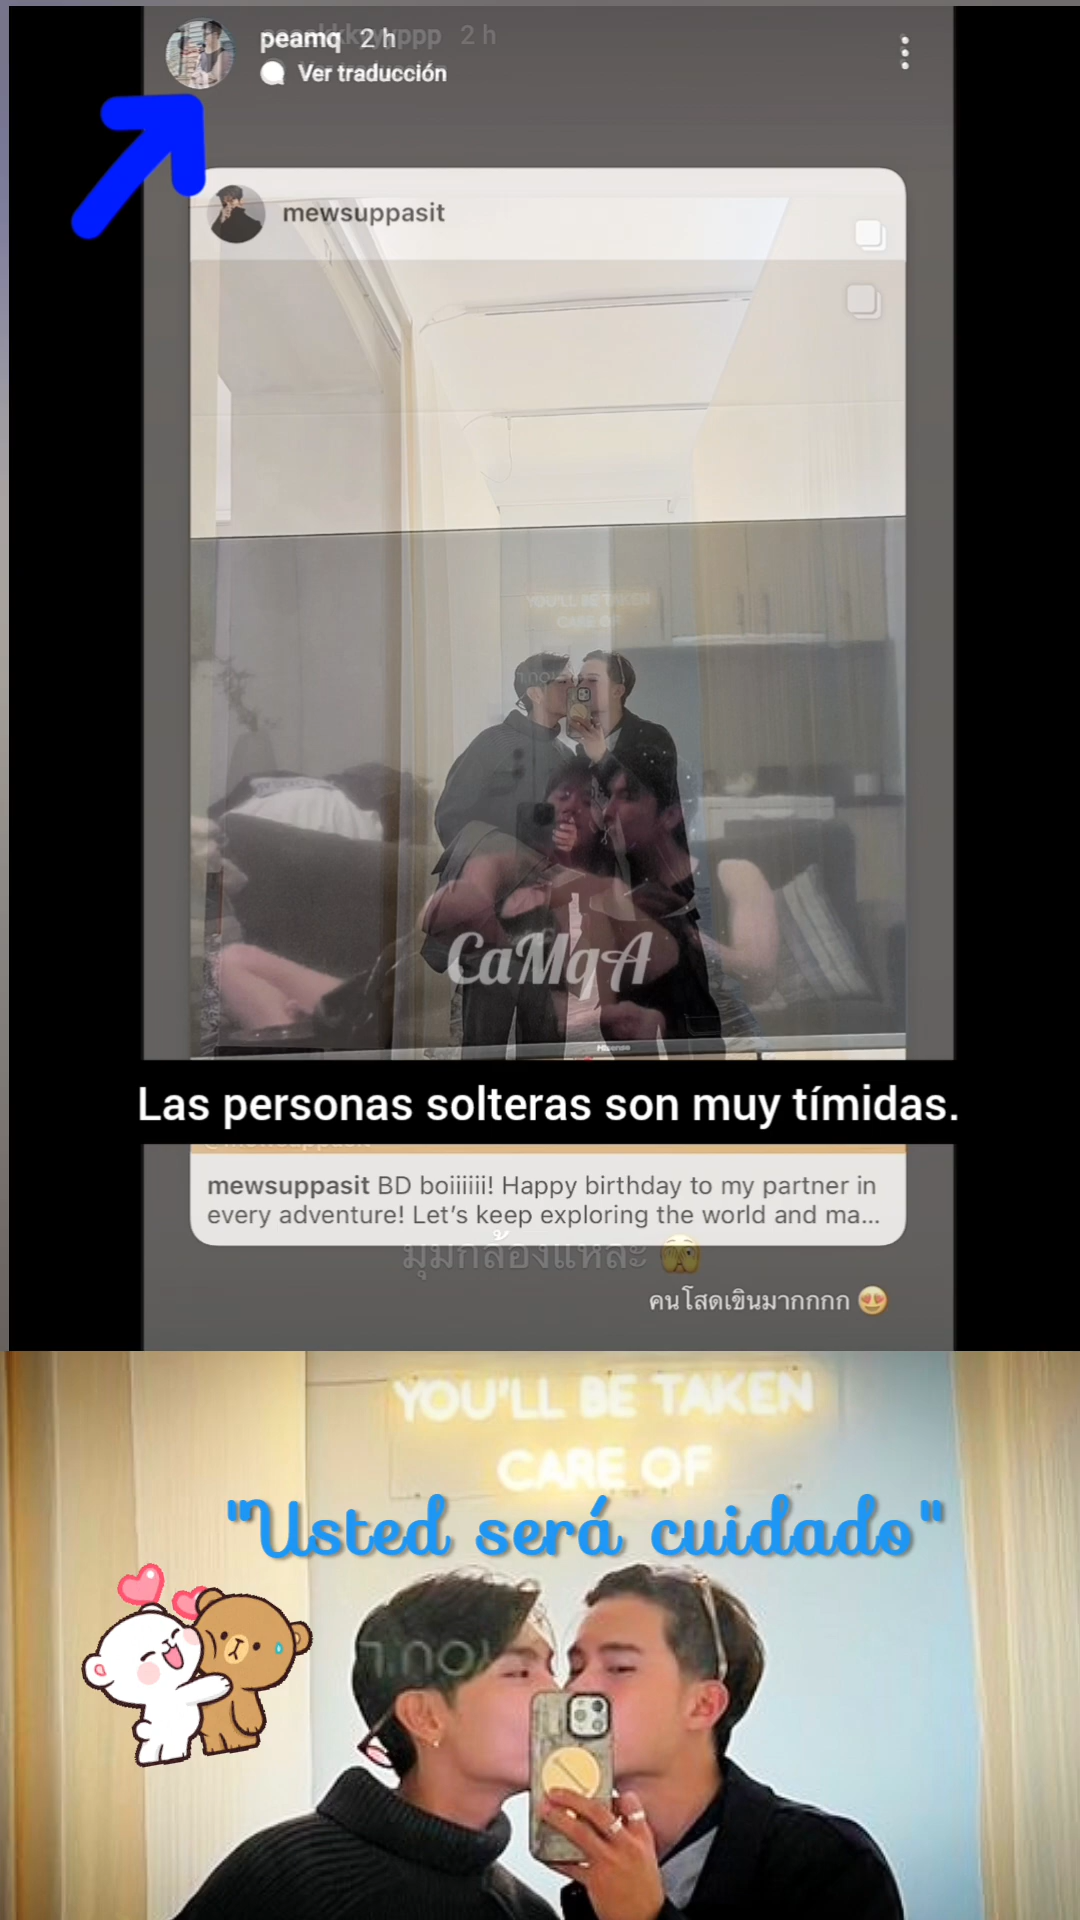 peamq 2 h
2 h
Ver traducción
mewsuppasit
YOU'LL BE TAKEN
CARE OF
CaMqA
Hisense
Las personas solteras son muy tímidas.
mewsuppasit BD boiiiiii! Happy birthday to my partner in
every adventure! Let's keep exploring the world and ma...
มุมกล้องแหละ 🫣
คนโสดเขินมากกกก 😍
YOU'LL BE TAKEN
CARE OF
"Usted será cuidado"